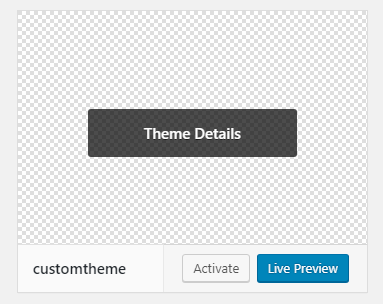 Theme Details
customtheme
Activate
Live Preview